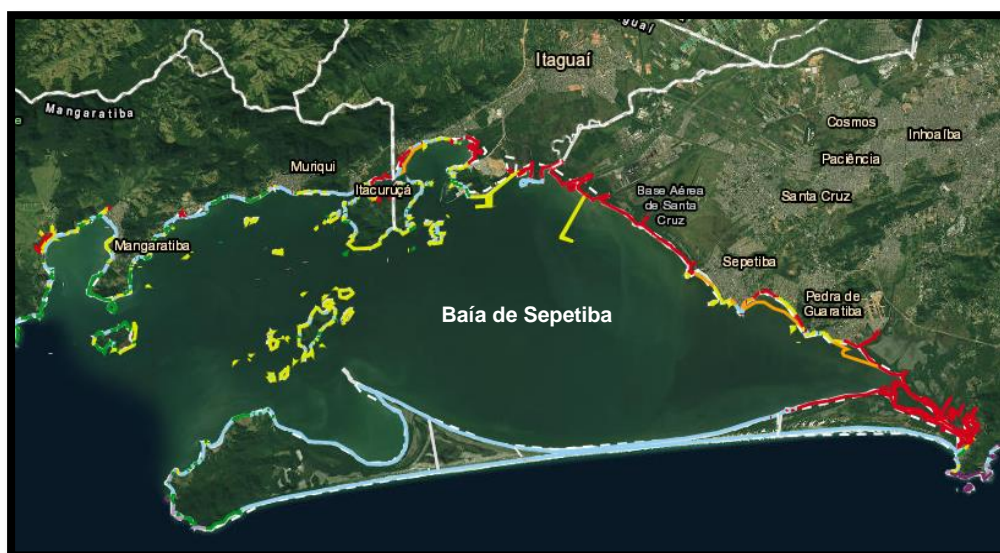 Itaguaí
Mangaratiba
Cosmos
Inhoaíba
Paciência
Muriqui
Itacuruçá
Base Aérea
de Santa
Cruz
Santa Cruz
Mangaratiba
Sepetiba
Pedra de
Guaratiba
Baía de Sepetiba